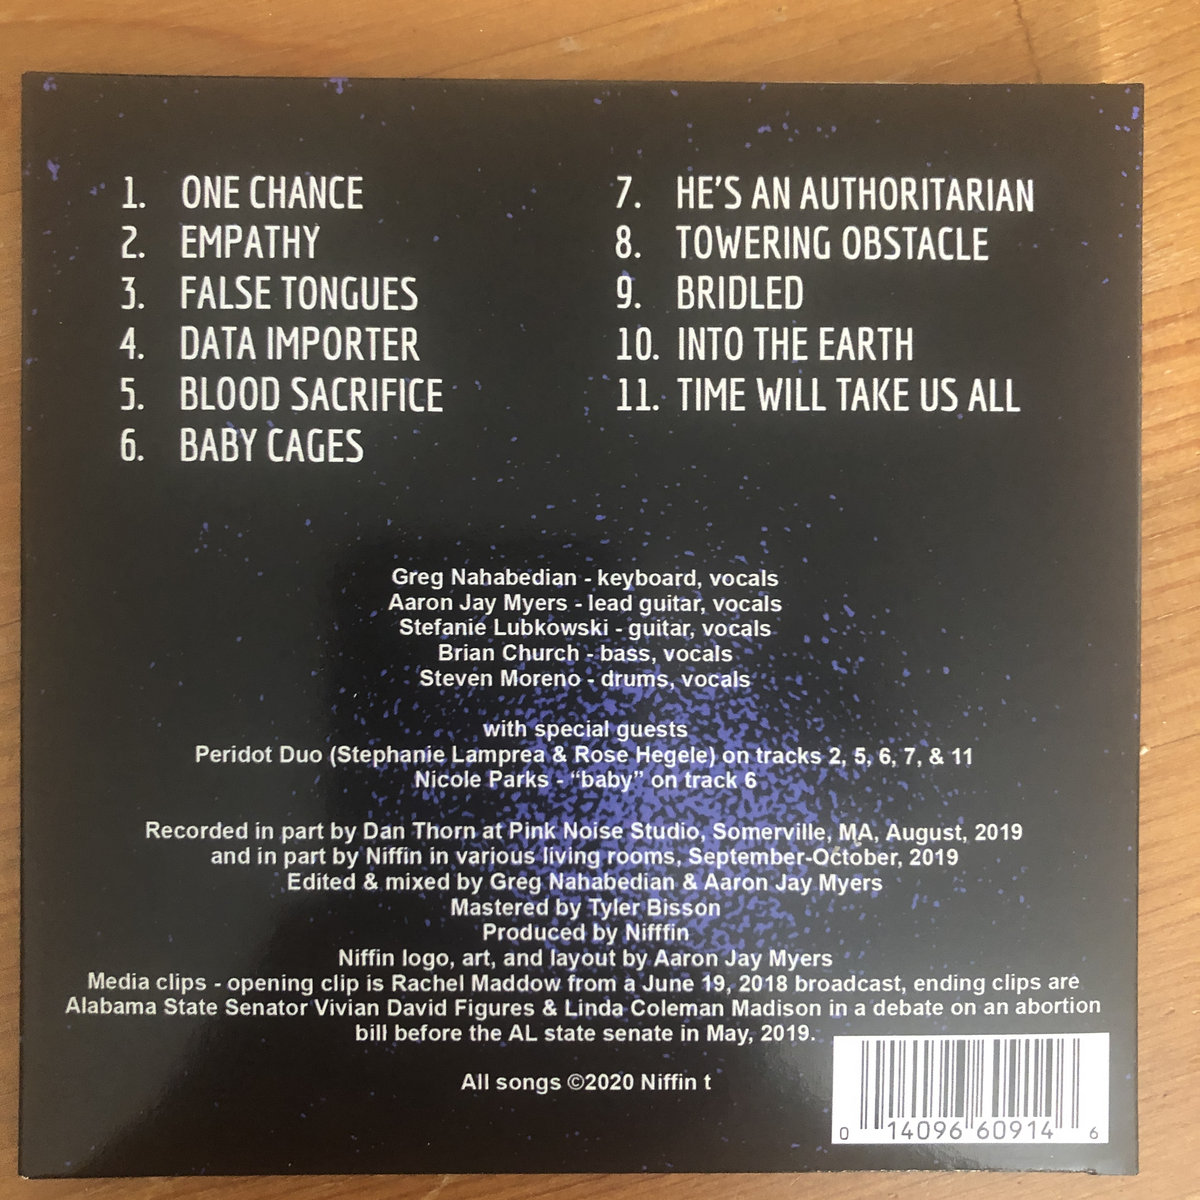 1. ONE CHANCE
2. EMPATHY
3. FALSE TONGUES
4. DATA IMPORTER
5. BLOOD SACRIFICE
6. BABY CAGES
7. HE'S AN AUTHORITARIAN
8. TOWERING OBSTACLE
9. BRIDLED
10. INTO THE EARTH
11. TIME WILL TAKE US ALL
Greg Nahabedian - keyboard, vocals
Aaron Jay Myers - lead guitar, vocals
Stefanie Lubkowski - guitar, vocals
Brian Church - bass, vocals
Steven Moreno - drums, vocals
with special guests
Peridot Duo (Stephanie Lamprea & Rose Hegele) on tracks 2, 5, 6, 7, & 11
Nicole Parks - “baby” on track 6
Recorded in part by Dan Thorn at Pink Noise Studio, Somerville, MA, August, 2019
and in part by Niffin in various living rooms, September-October, 2019
Edited & mixed by Greg Nahabedian & Aaron Jay Myers
Mastered by Tyler Bisson
Produced by Nifffin
Niffin logo, art, and layout by Aaron Jay Myers
Media clips - opening clip is Rachel Maddow from a June 19, 2018 broadcast, ending clips are
Alabama State Senator Vivian David Figures & Linda Coleman Madison in a debate on an abortion
bill before the AL state senate in May, 2019.
All songs ©2020 Niffin t
0 14096 60914 6